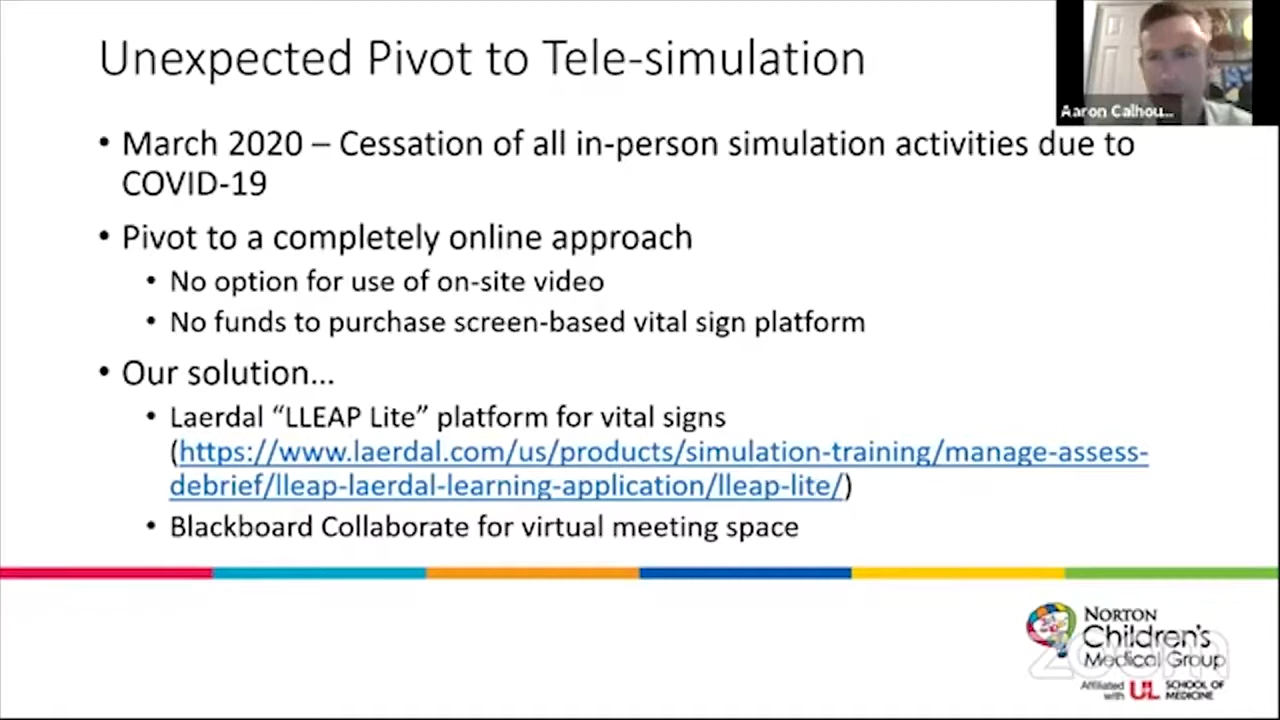 Unexpected Pivot to Tele-simulation
Aaron Calhou...
• March 2020 – Cessation of all in-person simulation activities due to
COVID-19
• Pivot to a completely online approach
• No option for use of on-site video
• No funds to purchase screen-based vital sign platform
• Our solution...
• Laerdal “LLEAP Lite” platform for vital signs
(https://www.laerdal.com/us/products/simulation-training/manage-assess-
debrief/lleap-laerdal-learning-application/lleap-lite/)
• Blackboard Collaborate for virtual meeting space
NORTON
Children's
Medical Group
zoom
Affiliated
with
UL
SCHOOL OF
MEDICINE